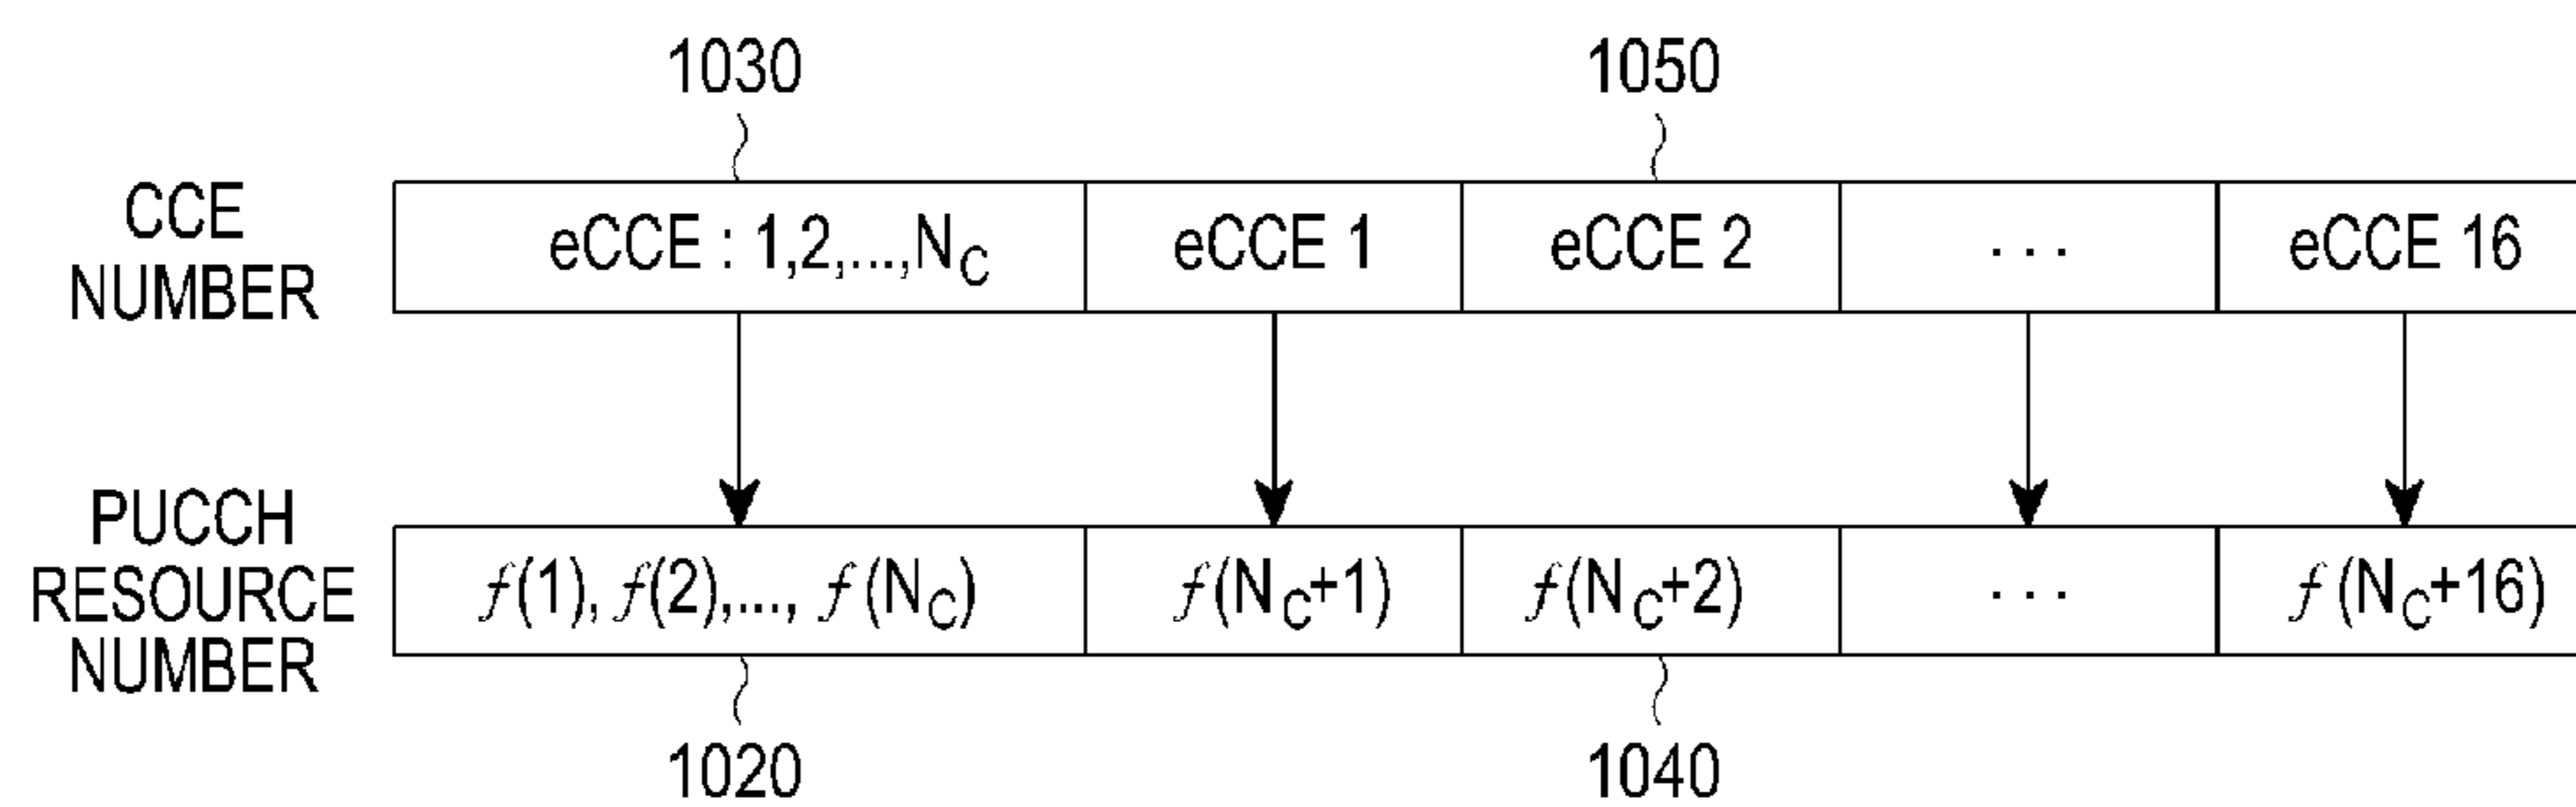 1030 1050
CCE NUMBER
eCCE : 1,2,...,NC eCCE 1 eCCE 2 ... eCCE 16
PUCCH RESOURCE NUMBER
f(1), f(2),..., f(NC) f(NC+1) f(NC+2) ... f(NC+16)
1020 1040